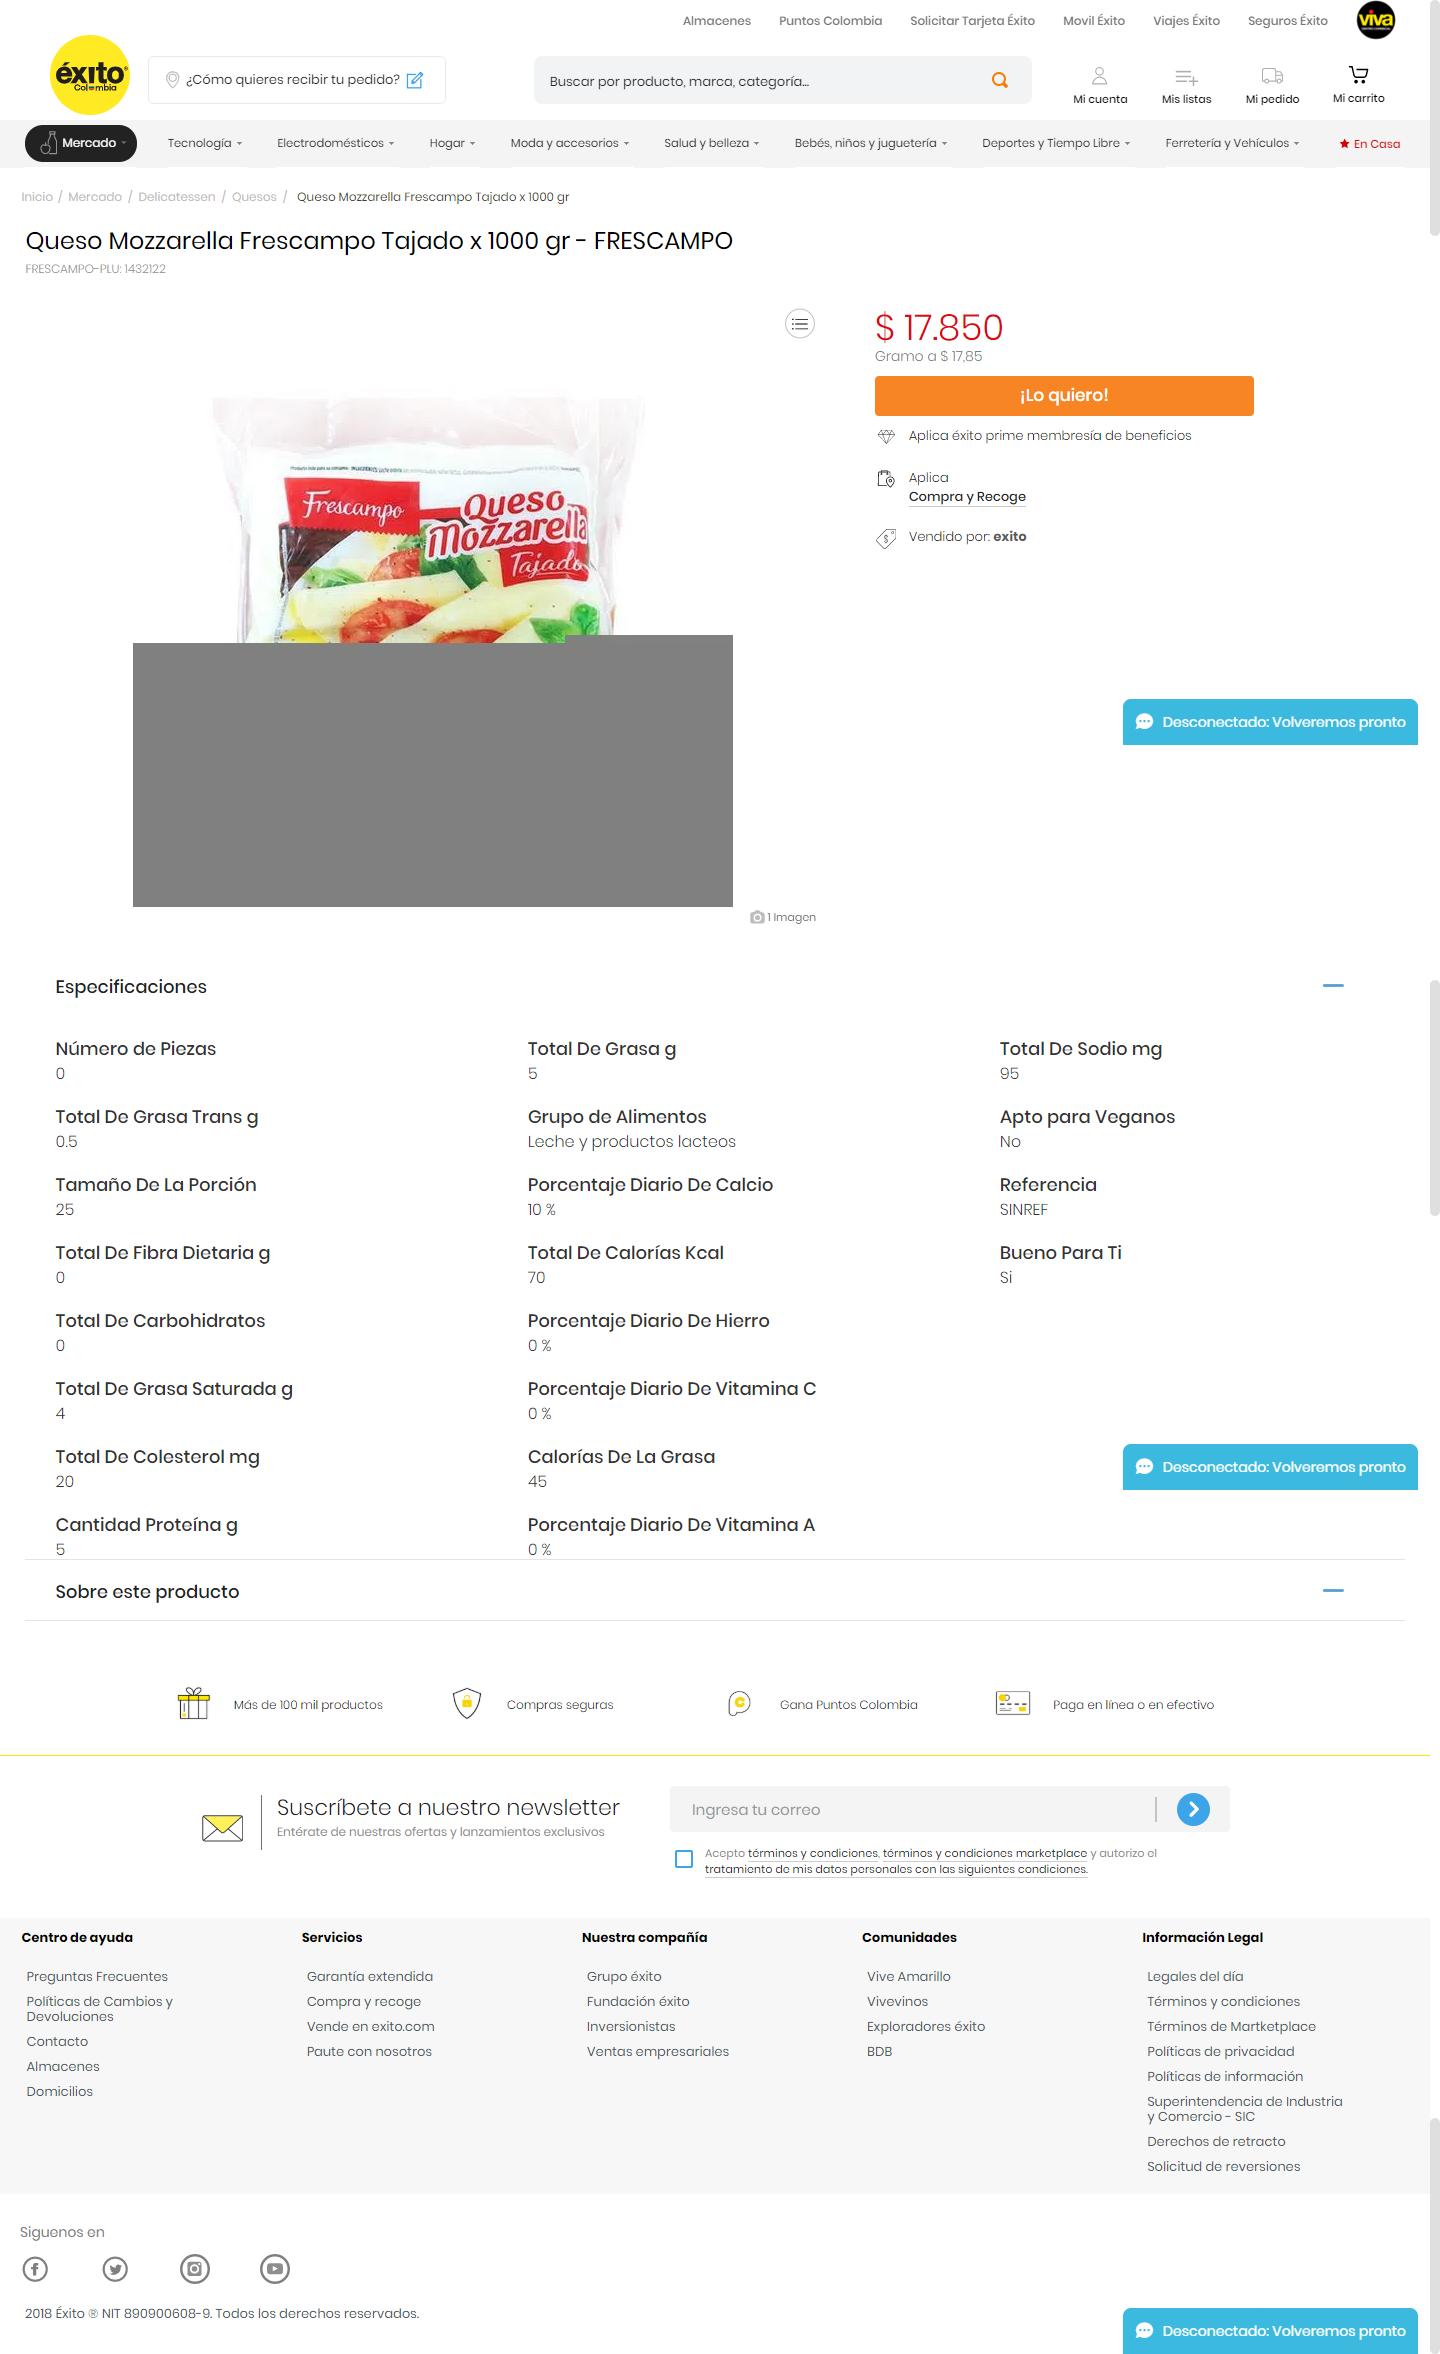 Almacenes Puntos Colombia Solicitar Tarjeta Éxito Movil Éxito Viajes Éxito Seguros Éxito viva
éxito
Colombia
¿Cómo quieres recibir tu pedido?
Buscar por producto, marca, categoría...
Mi cuenta Mis listas Mi pedido Mi carrito
Mercado Tecnología Electrodomésticos Hogar Moda y accesorios Salud y belleza Bebés, niños y juguetería Deportes y Tiempo Libre Ferretería y Vehículos En Casa
Inicio / Mercado / Delicatessen / Quesos / Queso Mozzarella Frescampo Tajado x 1000 gr
Queso Mozzarella Frescampo Tajado x 1000 gr - FRESCAMPO
FRESCAMPO-PLU: 1432122
$ 17.850
Gramo a $ 17,85
¡Lo quiero!
Aplica éxito prime membresía de beneficios
Aplica
Compra y Recoge
Vendido por: exito
Frescampo
Queso
Mozzarella
Tajado
Desconectado: Volveremos pronto
1 Imagen
Especificaciones
Número de Piezas
0
Total De Grasa Trans g
0.5
Tamaño De La Porción
25
Total De Fibra Dietaria g
0
Total De Carbohidratos
0
Total De Grasa Saturada g
4
Total De Colesterol mg
20
Cantidad Proteína g
5
Total De Grasa g
5
Grupo de Alimentos
Leche y productos lacteos
Porcentaje Diario De Calcio
10 %
Total De Calorías Kcal
70
Porcentaje Diario De Hierro
0 %
Porcentaje Diario De Vitamina C
0 %
Calorías De La Grasa
45
Porcentaje Diario De Vitamina A
0 %
Total De Sodio mg
95
Apto para Veganos
No
Referencia
SINREF
Bueno Para Ti
Si
Desconectado: Volveremos pronto
Sobre este producto
Más de 100 mil productos Compras seguras Gana Puntos Colombia Paga en línea o en efectivo
Suscríbete a nuestro newsletter
Entérate de nuestras ofertas y lanzamientos exclusivos
Ingresa tu correo
Acepto términos y condiciones, términos y condiciones marketplace y autorizo el
tratamiento de mis datos personales con las siguientes condiciones.
Centro de ayuda
Preguntas Frecuentes
Políticas de Cambios y
Devoluciones
Contacto
Almacenes
Domicilios
Servicios
Garantía extendida
Compra y recoge
Vende en exito.com
Paute con nosotros
Nuestra compañía
Grupo éxito
Fundación éxito
Inversionistas
Ventas empresariales
Comunidades
Vive Amarillo
Vivevinos
Exploradores éxito
BDB
Información Legal
Legales del día
Términos y condiciones
Términos de Martketplace
Políticas de privacidad
Políticas de información
Superintendencia de Industria
y Comercio - SIC
Derechos de retracto
Solicitud de reversiones
Siguenos en
2018 Éxito ® NIT 890900608-9. Todos los derechos reservados.
Desconectado: Volveremos pronto